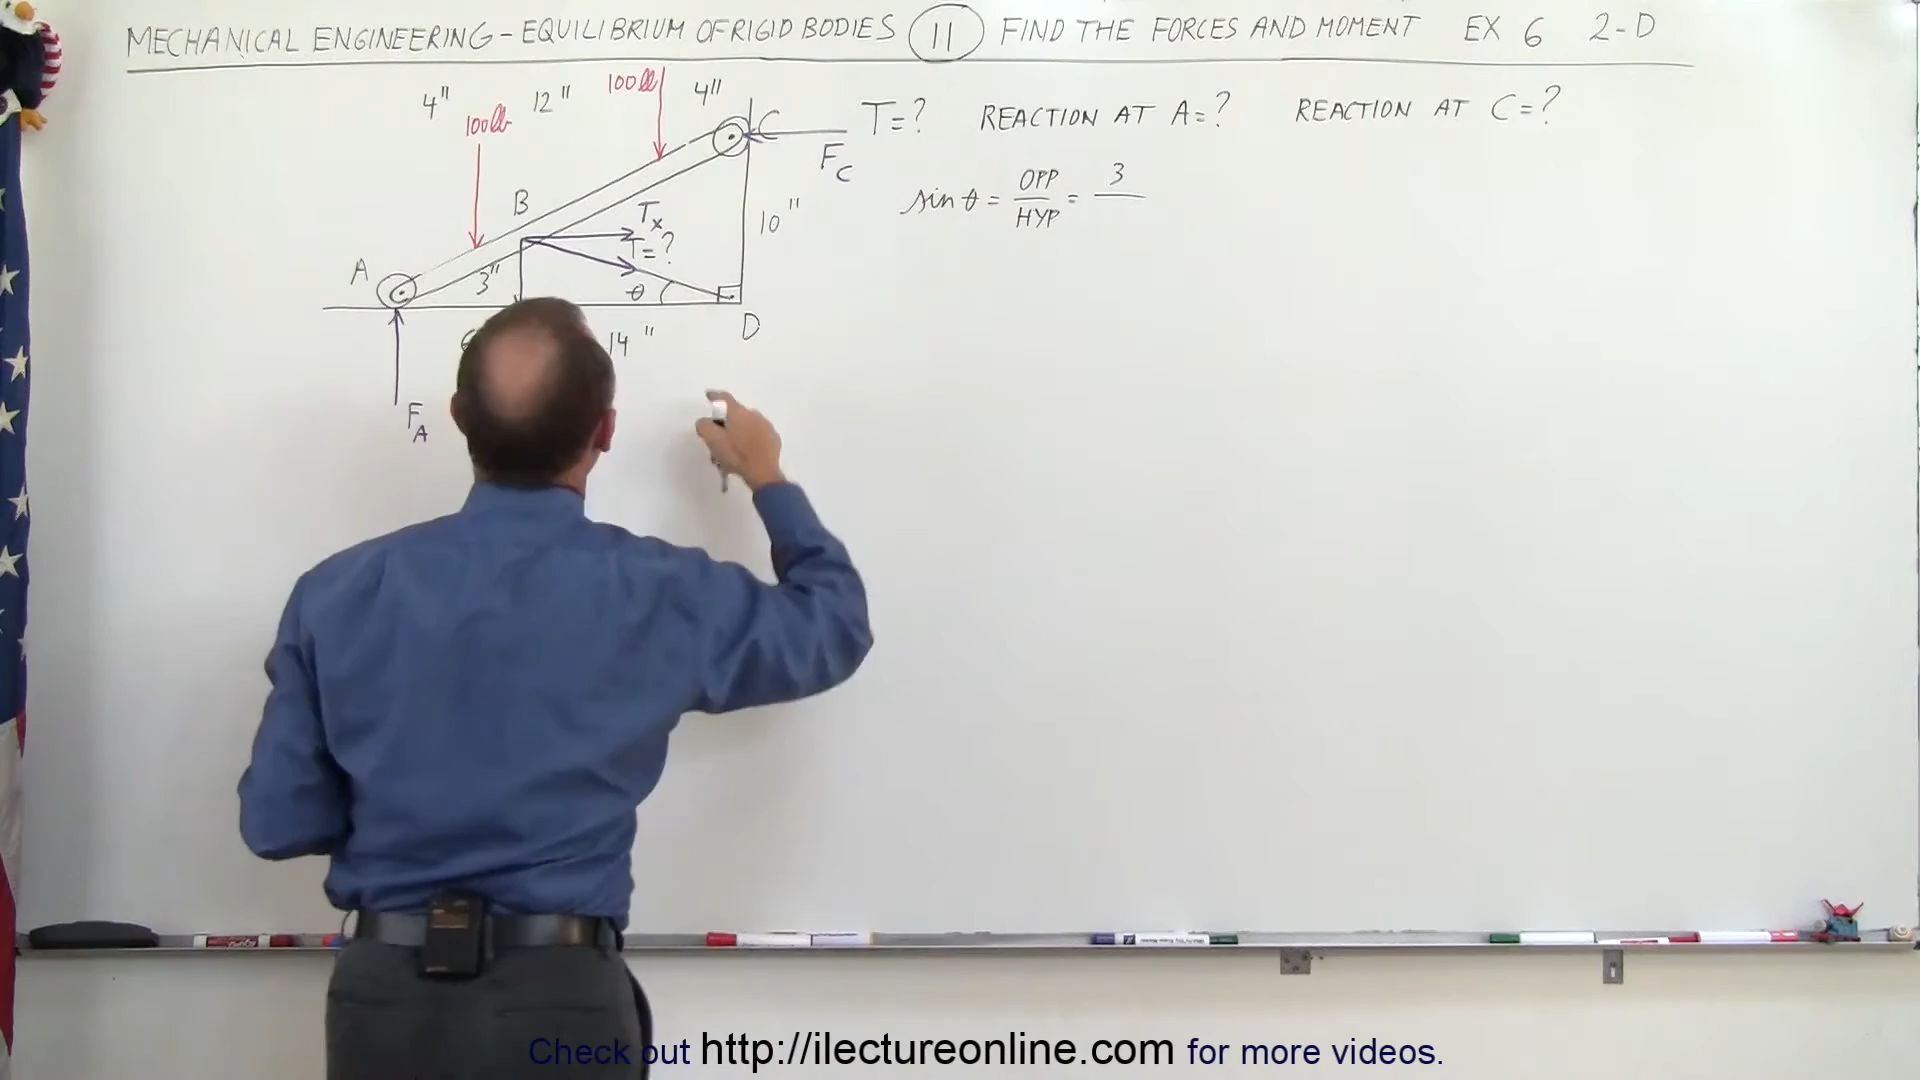 MECHANICAL ENGINEERING - EQUILIBRIUM OF RIGID BODIES 11 FIND THE FORCES AND MOMENT EX 6 2-D
4" 12" 100lb 4"
100lb
C
T=? REACTION AT A=? REACTION AT C=?
F_C
sin θ = OPP/HYP = 3/
B
T_x
10"
T=?
A
3"
θ
14"
D
F_A
Check out http://ilectureonline.com for more videos.